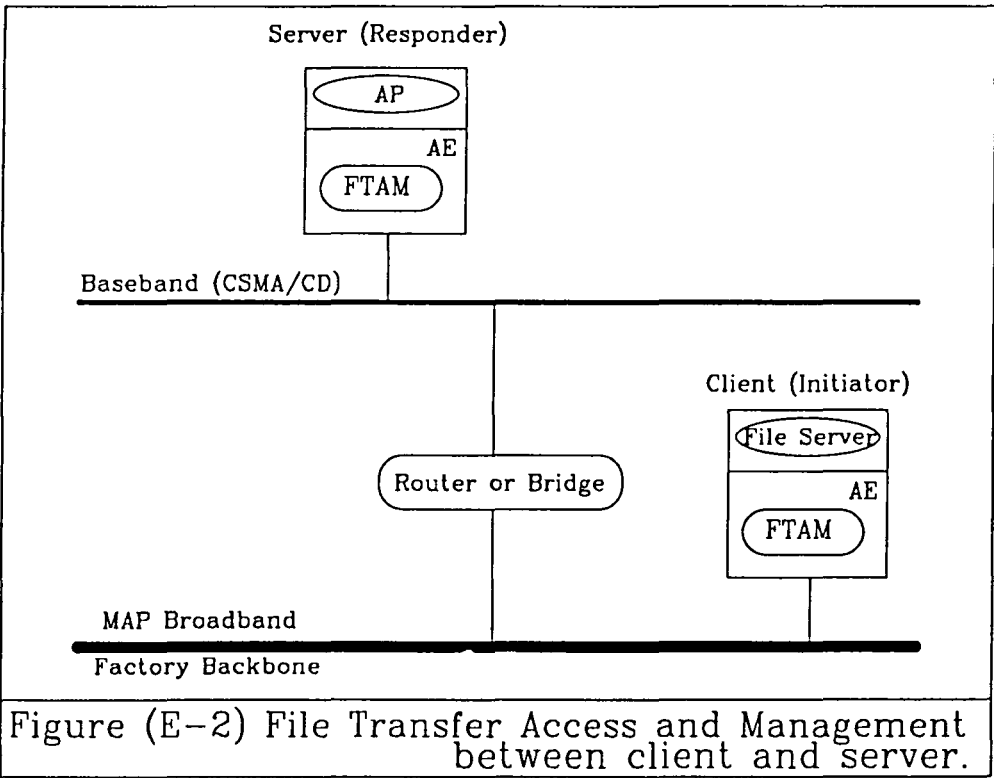 Server (Responder)
AP
AE
FTAM
Baseband (CSMA/CD)
Client (Initiator)
File Server
Router or Bridge
AE
FTAM
MAP Broadband
Factory Backbone
Figure (E-2) File Transfer Access and Management
between client and server.